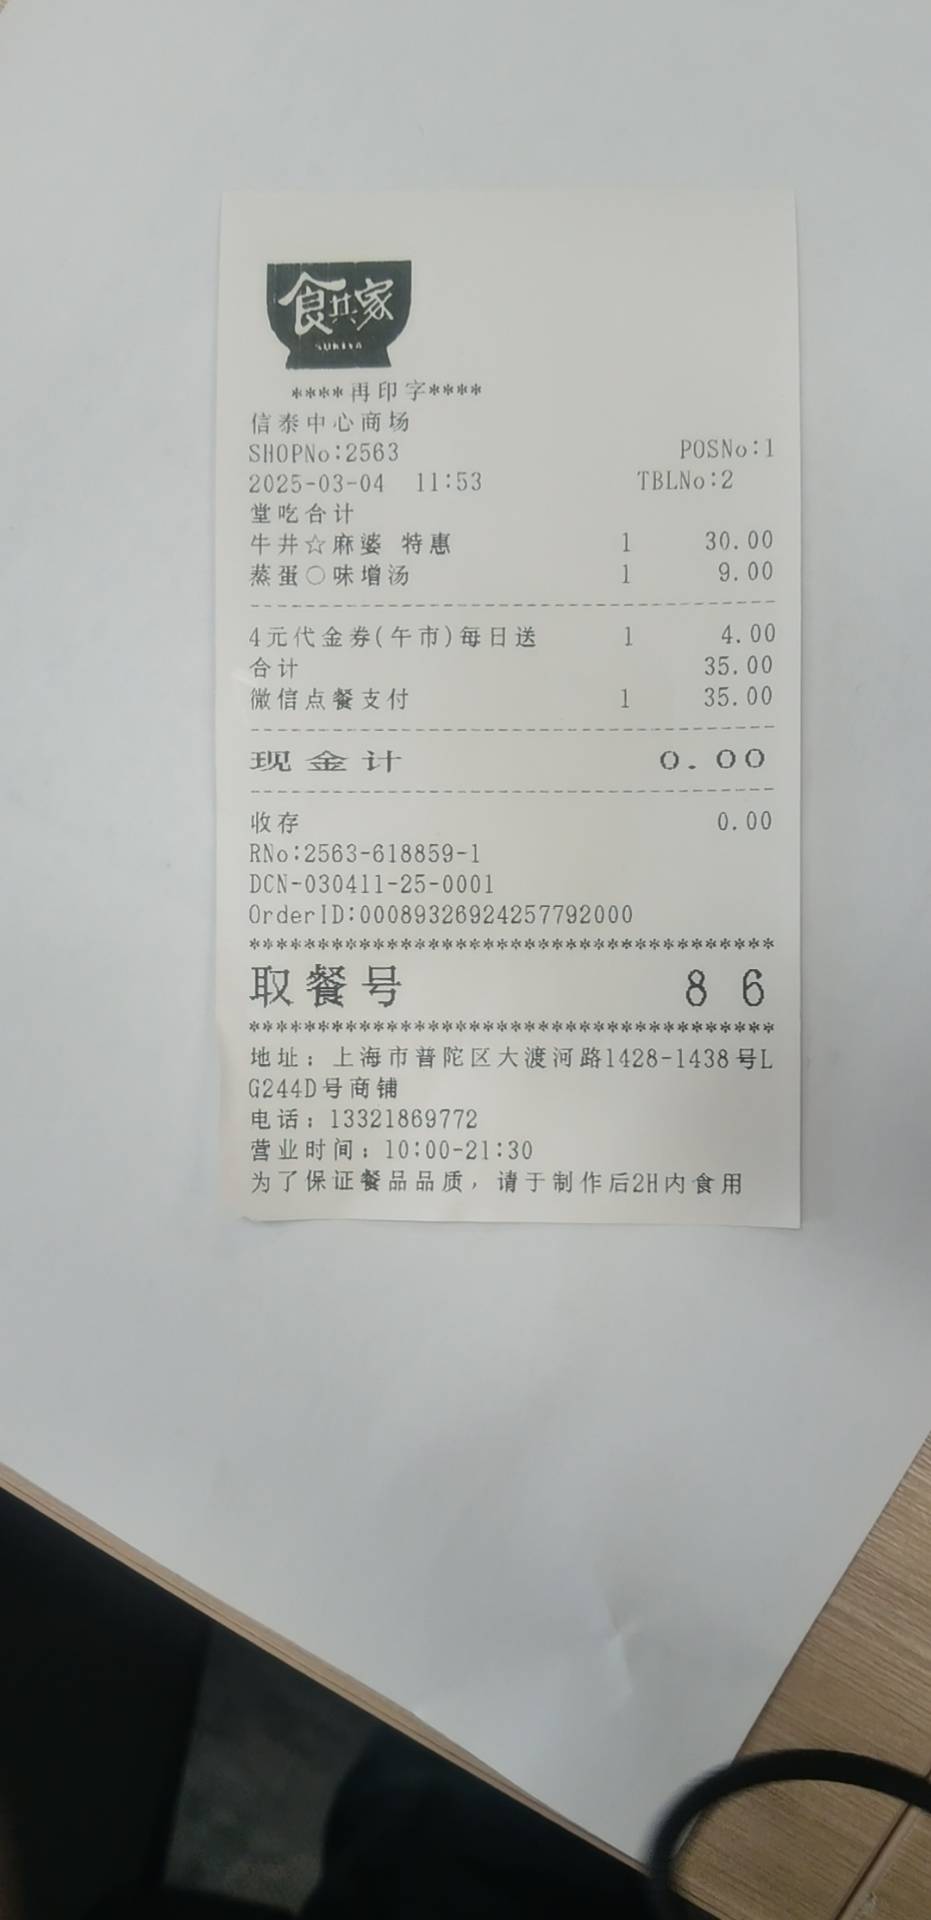 食其家
SUKIYA
****再印字****
信泰中心商场
SHOPNo:2563 POSNo:1
2025-03-04 11:53 TBLNo:2
堂吃合计
牛丼☆麻婆 特惠 1 30.00
蒸蛋○味增汤 1 9.00
4元代金券(午市)每日送 1 4.00
合计 35.00
微信点餐支付 1 35.00
现金计 0.00
收存 0.00
RNo:2563-618859-1
DCN-030411-25-0001
OrderID:00089326924257792000
取餐号 86
地址：上海市普陀区大渡河路1428-1438号L
G244D号商铺
电话：13321869772
营业时间：10:00-21:30
为了保证餐品品质，请于制作后2H内食用